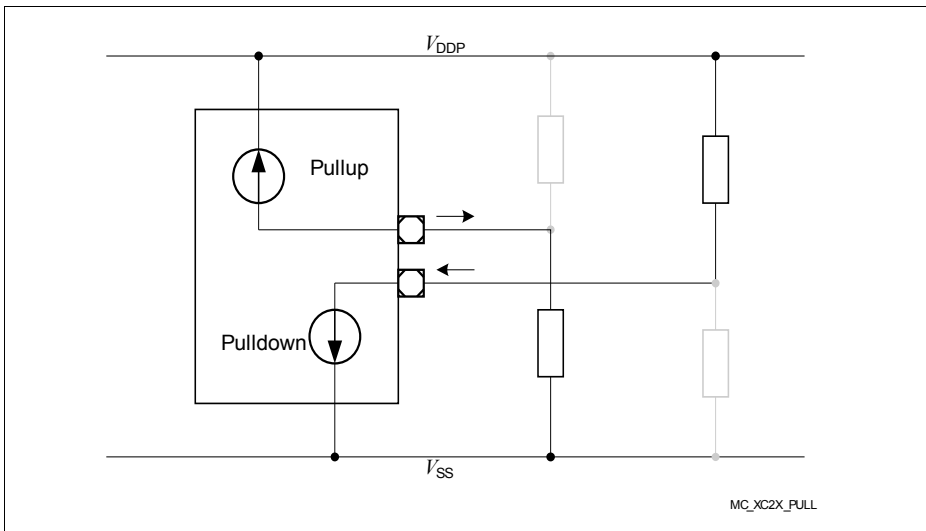 VDDP
Pullup
Pulldown
VSS
MC_XC2X_PULL